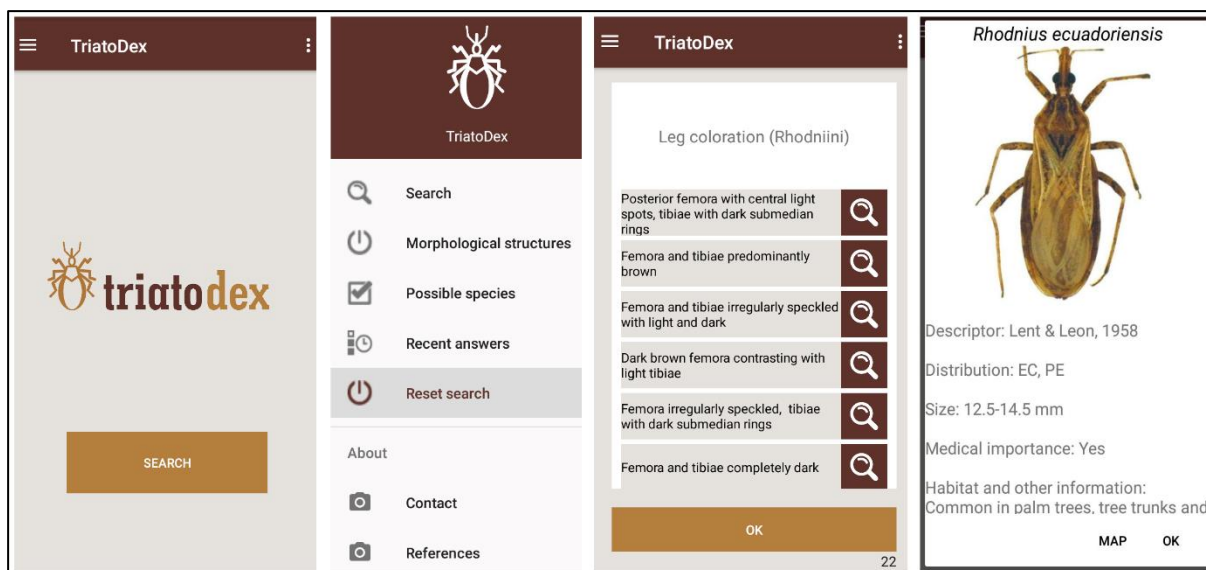 TriatoDex
triatodex
SEARCH
TriatoDex
Search
Morphological structures
Possible species
Recent answers
Reset search
About
Contact
References
TriatoDex
Leg coloration (Rhodniini)
Posterior femora with central light
spots, tibiae with dark submedian
rings
Femora and tibiae predominantly
brown
Femora and tibiae irregularly speckled
with light and dark
Dark brown femora contrasting with
light tibiae
Femora irregularly speckled, tibiae
with dark submedian rings
Femora and tibiae completely dark
OK
22
Rhodnius ecuadoriensis
Descriptor: Lent & Leon, 1958
Distribution: EC, PE
Size: 12.5-14.5 mm
Medical importance: Yes
Habitat and other information:
Common in palm trees, tree trunks and
MAP OK